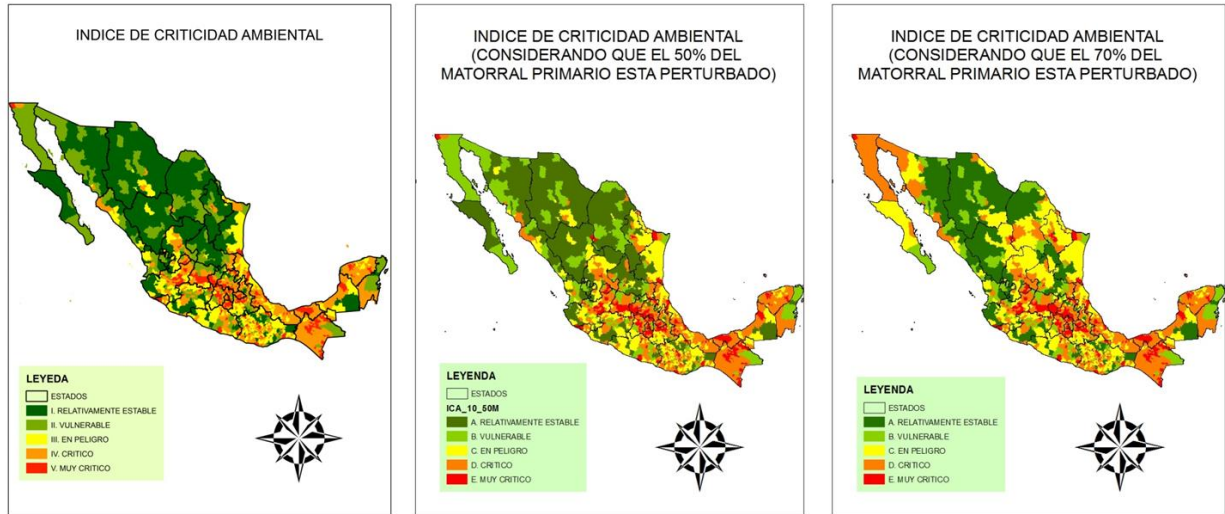 INDICE DE CRITICIDAD AMBIENTAL
LEYEDA
ESTADOS
I. RELATIVAMENTE ESTABLE
II. VULNERABLE
III. EN PELIGRO
IV. CRITICO
V. MUY CRITICO
INDICE DE CRITICIDAD AMBIENTAL
(CONSIDERANDO QUE EL 50% DEL
MATORRAL PRIMARIO ESTA PERTURBADO)
LEYENDA
ESTADOS
ICA_10_50M
A. RELATIVAMENTE ESTABLE
B. VULNERABLE
C. EN PELIGRO
D. CRITICO
E. MUY CRITICO
INDICE DE CRITICIDAD AMBIENTAL
(CONSIDERANDO QUE EL 70% DEL
MATORRAL PRIMARIO ESTA PERTURBADO)
LEYENDA
ESTADOS
A. RELATIVAMENTE ESTABLE
B. VULNERABLE
C. EN PELIGRO
D. CRITICO
E. MUY CRITICO